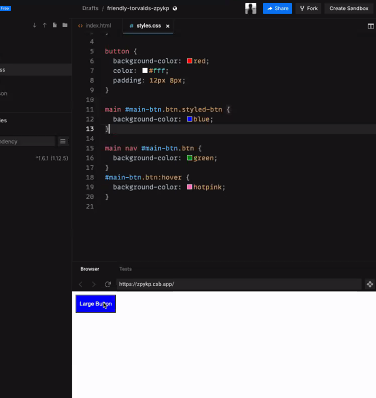 Free
Drafts / friendly-torvalds-zpykp
Share
Fork
Create Sandbox
<> index.html
styles.css ×
4 }
5 button {
6 background-color: red;
7 color: #fff;
8 padding: 12px 8px;
9 }
10
11 main #main-btn.btn.styled-btn {
12 background-color: blue;
13 }
14
15 main nav #main-btn.btn {
16 background-color: green;
17 }
18 #main-btn.btn:hover {
19 background-color: hotpink;
20 }
21
^1.6.1 (1.12.5)
Browser
Tests
https://zpykp.csb.app/
Large Button